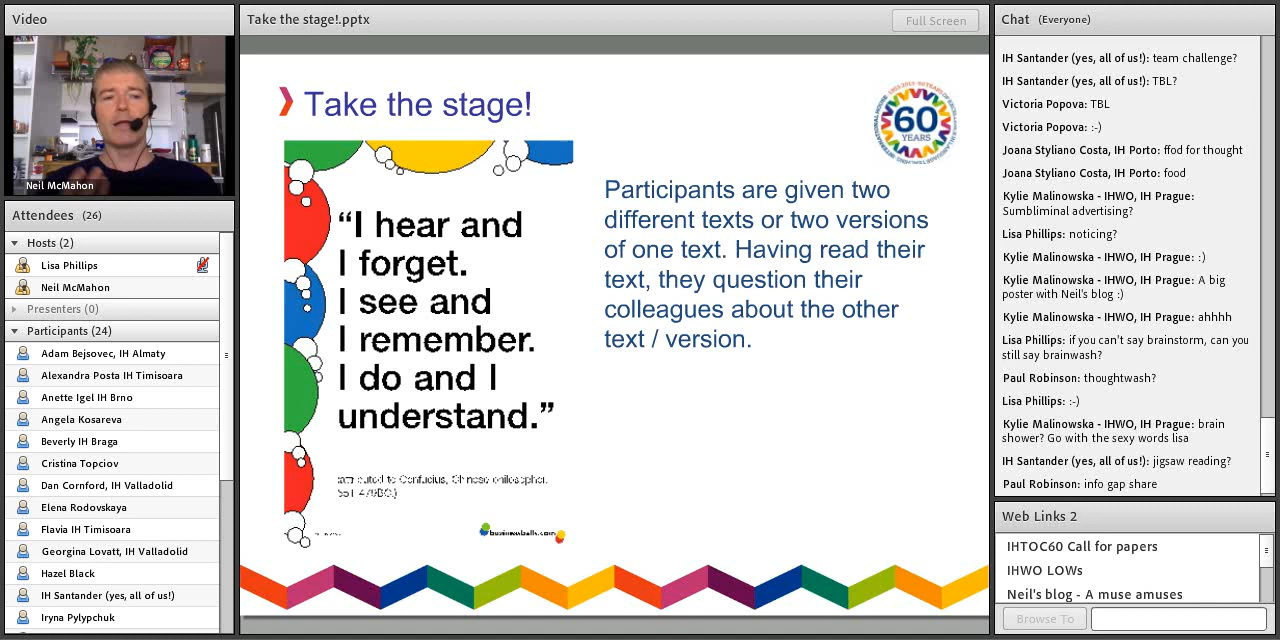 Video
Neil McMahon
Attendees (26)
Hosts (2)
Lisa Phillips
Neil McMahon
Presenters (0)
Participants (24)
Adam Bejsovec, IH Almaty
Alexandra Posta IH Timisoara
Anette Igel IH Brno
Angela Kosareva
Beverly IH Braga
Cristina Topciov
Dan Cornford, IH Valladolid
Elena Rodovskaya
Flavia IH Timisoara
Georgina Lovatt, IH Valladolid
Hazel Black
IH Santander (yes, all of us!)
Iryna Pylypchuk
Take the stage!.pptx
Full Screen
Take the stage!
60
YEARS
“I hear and
I forget.
I see and
I remember.
I do and I
understand.”
attributed to Confucius, Chinese philosopher,
551-479BC)
businessballs.com
Participants are given two
different texts or two versions
of one text. Having read their
text, they question their
colleagues about the other
text / version.
Chat (Everyone)
IH Santander (yes, all of us!): team challenge?
IH Santander (yes, all of us!): TBL?
Victoria Popova: TBL
Victoria Popova: :-)
Joana Styliano Costa, IH Porto: ffod for thought
Joana Styliano Costa, IH Porto: food
Kylie Malinowska - IHWO, IH Prague:
Sumbliminal advertising?
Lisa Phillips: noticing?
Kylie Malinowska - IHWO, IH Prague: :)
Kylie Malinowska - IHWO, IH Prague: A big
poster with Neil's blog :)
Kylie Malinowska - IHWO, IH Prague: ahhhh
Lisa Phillips: if you can't say brainstorm, can you
still say brainwash?
Paul Robinson: thoughtwash?
Lisa Phillips: :-)
Kylie Malinowska - IHWO, IH Prague: brain
shower? Go with the sexy words lisa
IH Santander (yes, all of us!): jigsaw reading?
Paul Robinson: info gap share
Web Links 2
IHTOC60 Call for papers
IHWO LOWs
Neil's blog - A muse amuses
Browse To